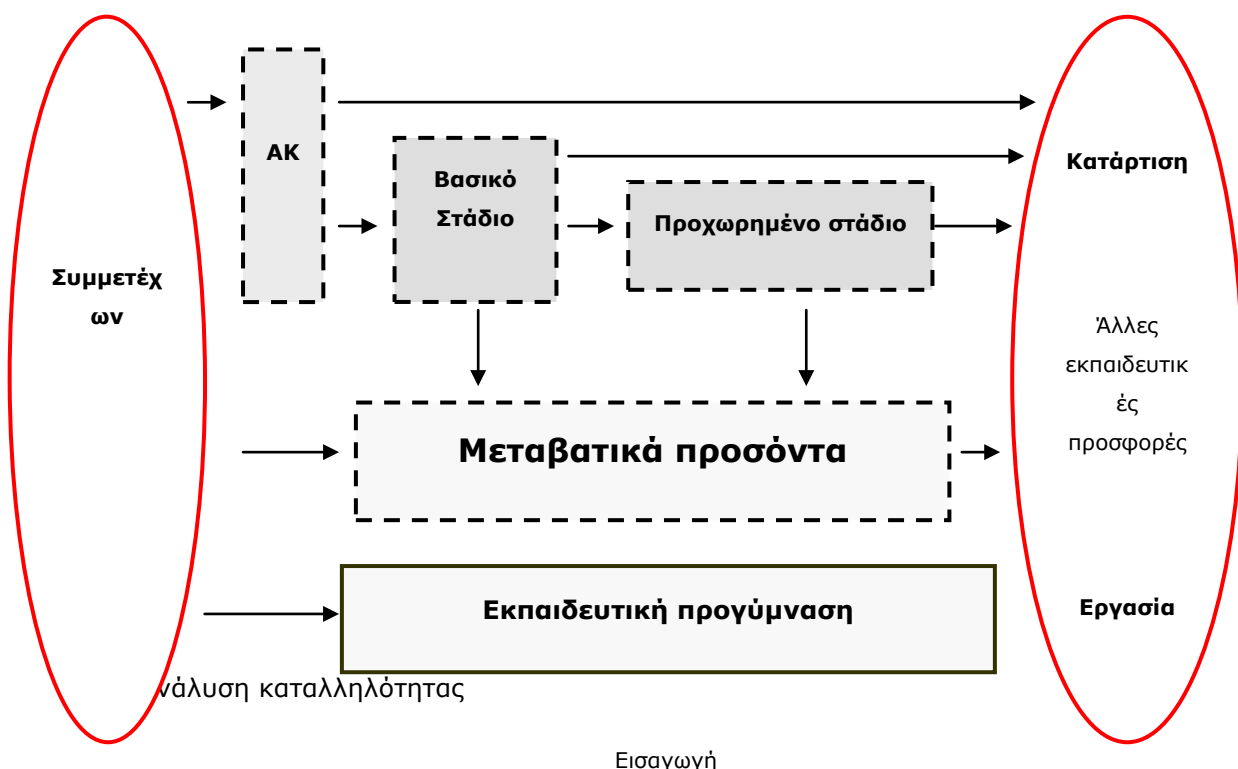 ΑΚ
Βασικό
Στάδιο
Προχωρημένο στάδιο
Κατάρτιση
Συμμετέχ
ων
Άλλες
εκπαιδευτικ
ές
προσφορές
Μεταβατικά προσόντα
Εκπαιδευτική προγύμναση
Εργασία
νάλυση καταλληλότητας
Εισαγωγή